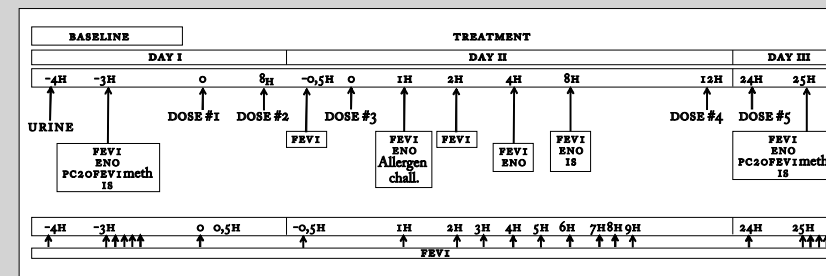 BASELINE
TREATMENT
DAY I DAY II DAY III
-4H -3H 0 8H -0,5H 0 1H 2H 4H 8H 12H 24H 25H
URINE DOSE #1 DOSE #2 DOSE #3 DOSE #4 DOSE #5
FEV1
ENO
PC20FEV1meth
IS
FEV1
FEV1
ENO
Allergen
chall.
FEV1
FEV1
ENO
FEV1
ENO
IS
FEV1
ENO
PC20FEV1meth
IS
-4H -3H 0 0,5H -0,5H 1H 2H 3H 4H 5H 6H 7H 8H 9H 24H 25H
FEV1